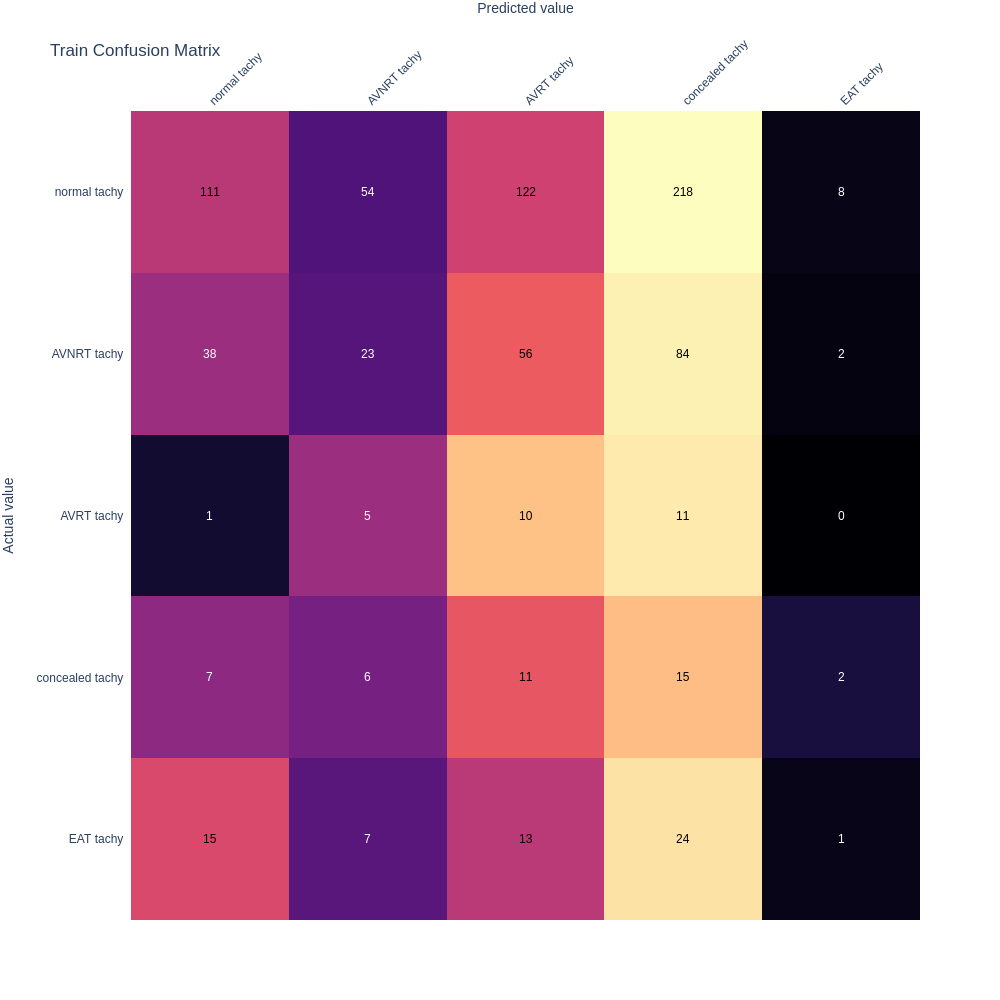 Predicted value
Train Confusion Matrix
normal tachy AVNRT tachy AVRT tachy concealed tachy EAT tachy
Actual value
normal tachy 111 54 122 218 8
AVNRT tachy 38 23 56 84 2
AVRT tachy 1 5 10 11 0
concealed tachy 7 6 11 15 2
EAT tachy 15 7 13 24 1